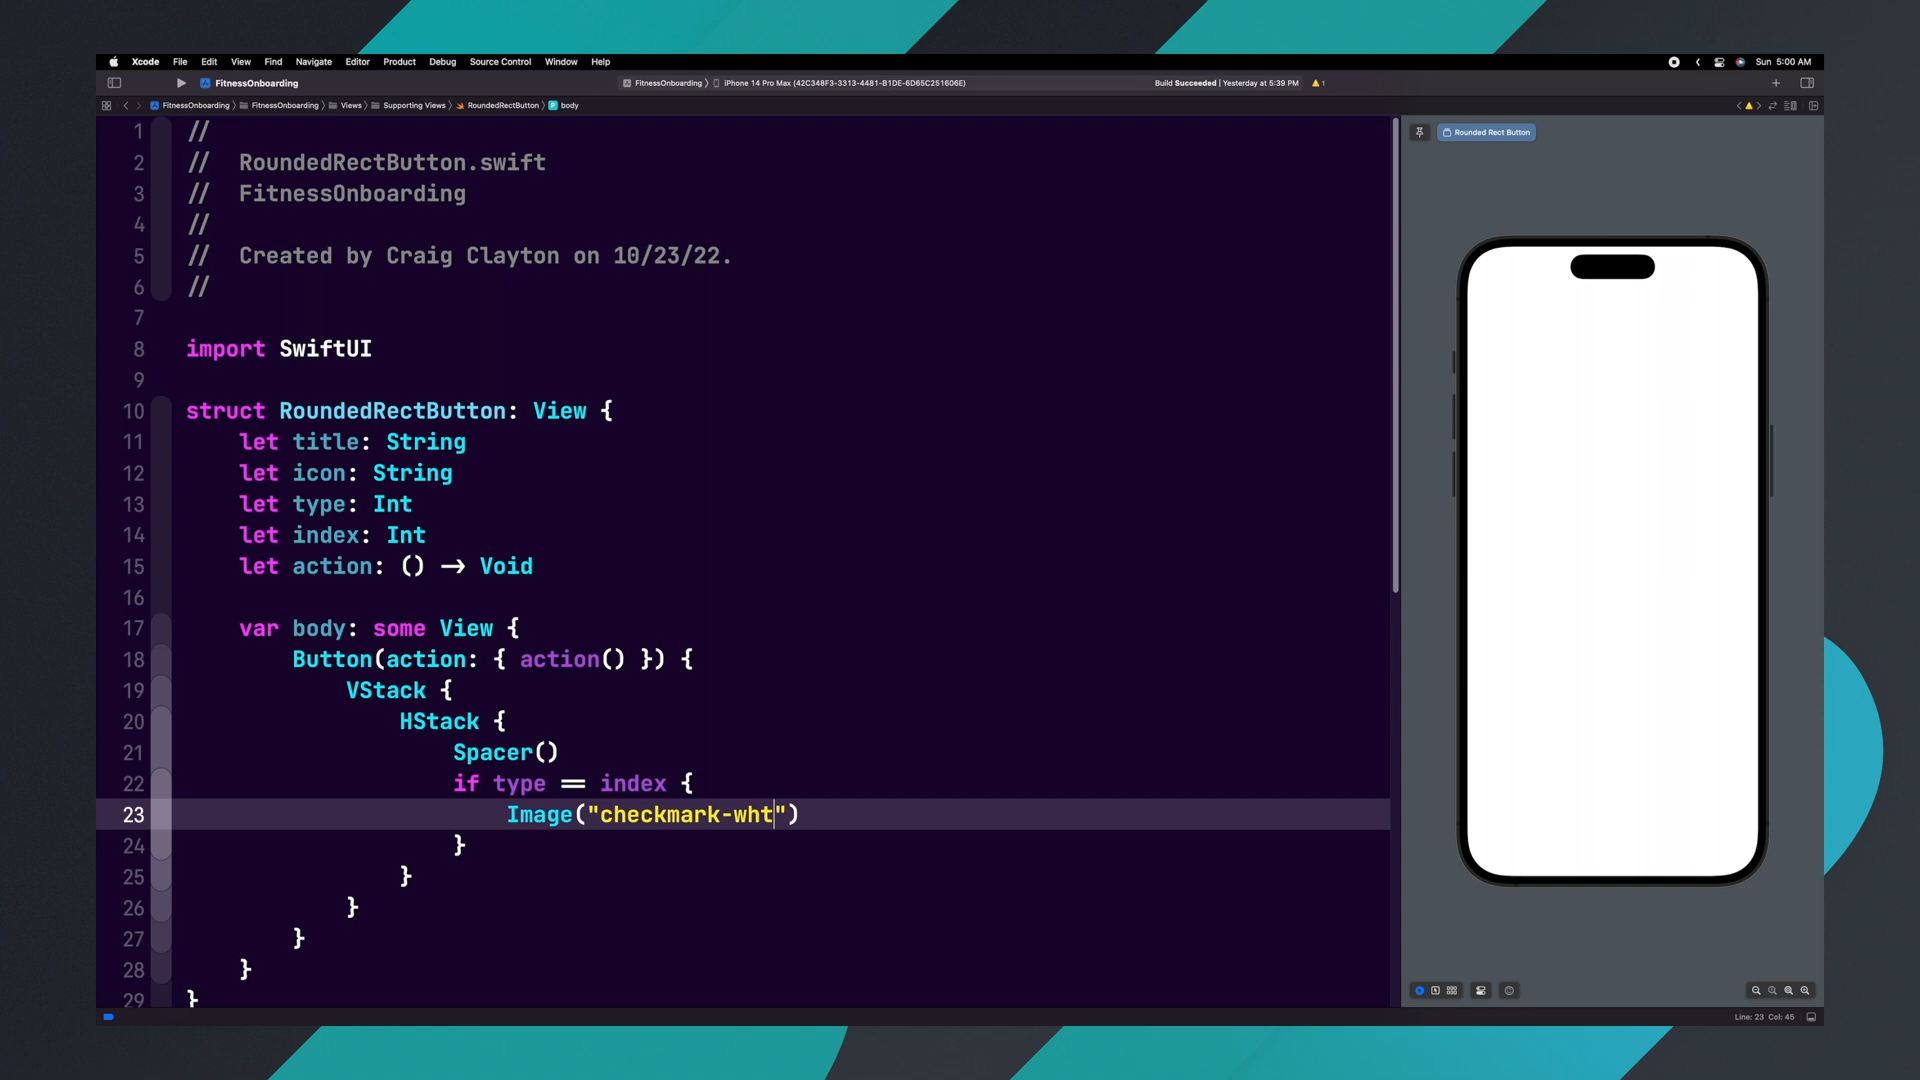 Xcode File Edit View Find Navigate Editor Product Debug Source Control Window Help Sun 5:00 AM
FitnessOnboarding FitnessOnboarding iPhone 14 Pro Max (42C348F3-3313-4481-B1DE-6D65C251606E) Build Succeeded | Yesterday at 5:39 PM 1
FitnessOnboarding FitnessOnboarding Views Supporting Views RoundedRectButton body
Rounded Rect Button
1 //
2 // RoundedRectButton.swift
3 // FitnessOnboarding
4 //
5 // Created by Craig Clayton on 10/23/22.
6 //
7
8 import SwiftUI
9
10 struct RoundedRectButton: View {
11 let title: String
12 let icon: String
13 let type: Int
14 let index: Int
15 let action: () -> Void
16
17 var body: some View {
18 Button(action: { action() }) {
19 VStack {
20 HStack {
21 Spacer()
22 if type == index {
23 Image("checkmark-wht")
24 }
25 }
26 }
27 }
28 }
29 }
Line: 23 Col: 45